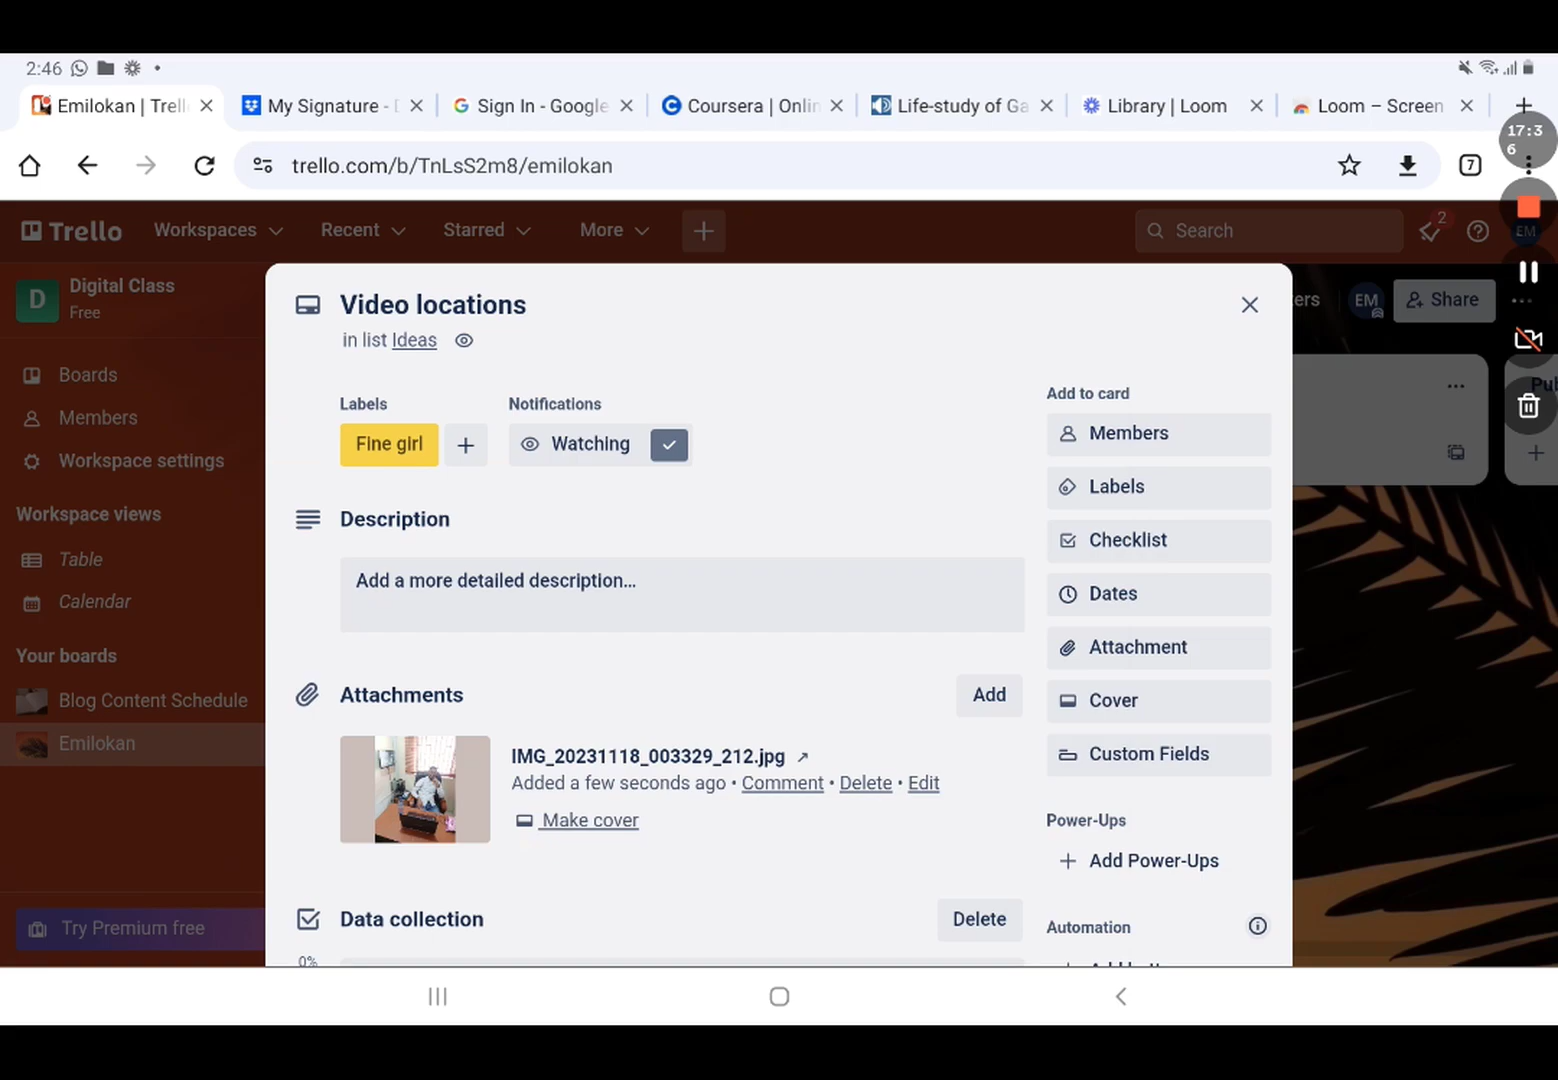 2:46
Emilokan | Trell
My Signature -
Sign In - Google
Coursera | Onlin
Life-study of Ga
Library | Loom
Loom – Screen
17:3
6
trello.com/b/TnLsS2m8/emilokan
7
Trello
Workspaces
Recent
Starred
More
Search
2
EM
D
Digital Class
Free
Boards
Members
Workspace settings
Workspace views
Table
Calendar
Your boards
Blog Content Schedule
Emilokan
Try Premium free
Video locations
in list Ideas
Labels
Notifications
Fine girl
Watching
Description
Add a more detailed description...
Attachments
Add
IMG_20231118_003329_212.jpg
Added a few seconds ago • Comment • Delete • Edit
Make cover
Data collection
Delete
0%
Add to card
Members
Labels
Checklist
Dates
Attachment
Cover
Custom Fields
Power-Ups
Add Power-Ups
Automation
ers
EM
Share